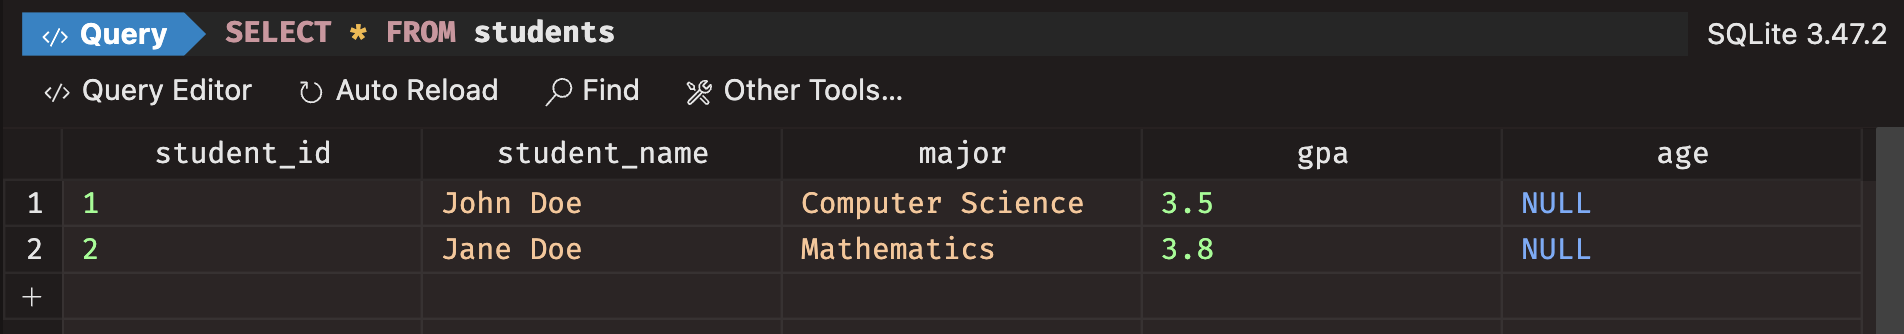 </> Query SELECT * FROM students SQLite 3.47.2
</> Query Editor Auto Reload Find Other Tools...
student_id student_name major gpa age
1 1 John Doe Computer Science 3.5 NULL
2 2 Jane Doe Mathematics 3.8 NULL
+